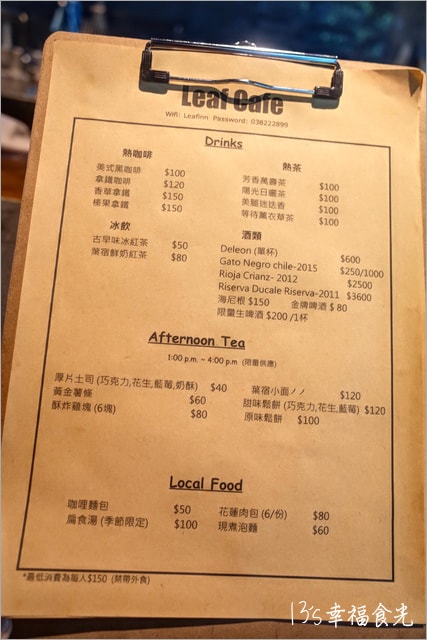 Leaf Cafe
Wifi: Leafinn Password: 038222899
Drinks
熱咖啡
美式黑咖啡 $100
拿鐵咖啡 $120
香草拿鐵 $150
榛果拿鐵 $150
熱茶
芳香萬壽茶 $100
陽光日曬茶 $100
美麗迷迭香 $100
等待薰衣草茶 $100
冰飲
古早味冰紅茶 $50
葉宿鮮奶紅茶 $80
酒類
Deleon (單杯) $600
Gato Negro chile-2015 $250/1000
Rioja Crianz- 2012 $2500
Riserva Ducale Riserva-2011 $3600
海尼根 $150 金牌啤酒 $ 80
限量生啤酒 $200 /1杯
Afternoon Tea
1:00 p.m. ~ 4:00 p.m (限量供應)
厚片土司 (巧克力,花生,藍莓,奶酥) $40
黃金薯條 $60
酥炸雞塊 (6塊) $80
葉宿小面ノノ $120
甜味鬆餅 (巧克力,花生,藍莓) $120
原味鬆餅 $100
Local Food
咖哩麵包 $50
扁食湯 (季節限定) $100
花蓮肉包 (6/份) $80
現煮泡麵 $60
*最低消費為每人$150 (禁帶外食)
13's幸福食光